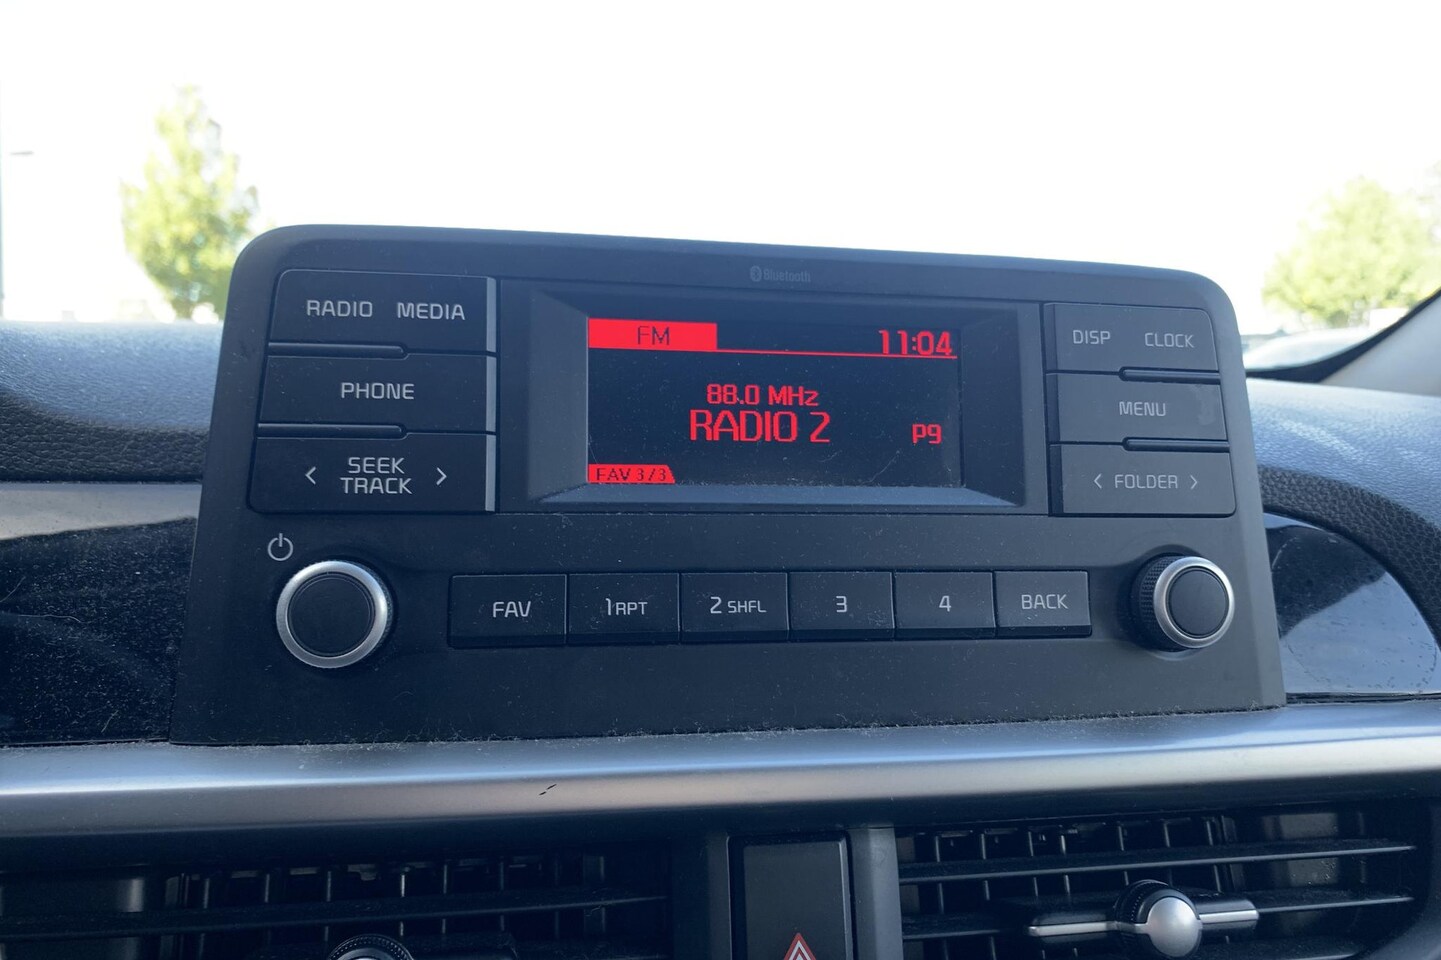 Bluetooth
RADIO MEDIA
PHONE
< SEEK TRACK >
FM 11:04
88.0 MHz
RADIO 2 P9
FAV 3/3
DISP CLOCK
MENU
< FOLDER >
FAV 1 RPT 2 SHFL 3 4 BACK